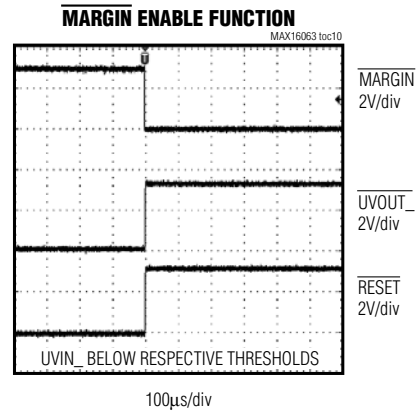 MARGIN ENABLE FUNCTION
MAX16063 toc10
MARGIN
2V/div
UVOUT_
2V/div
RESET
2V/div
UVIN_ BELOW RESPECTIVE THRESHOLDS
100μs/div